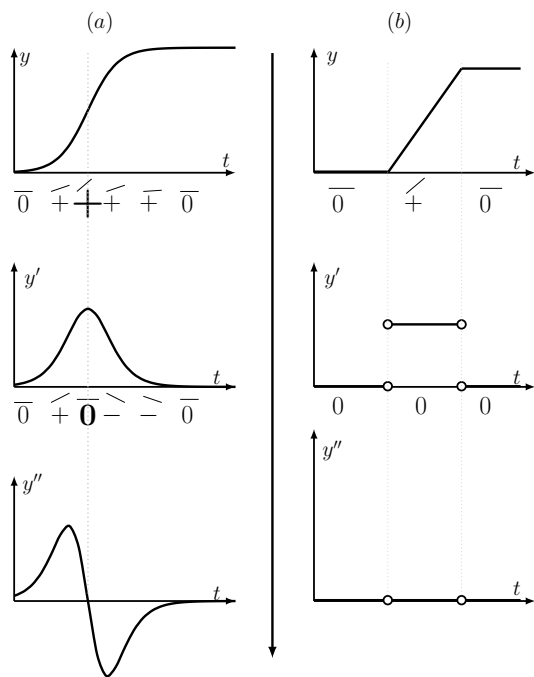 (a) (b)
y y
t t
0 + + + + 0 0 + 0
y′ y′
t t
0 + 0 − − 0 0 0 0
y″ y″
t t